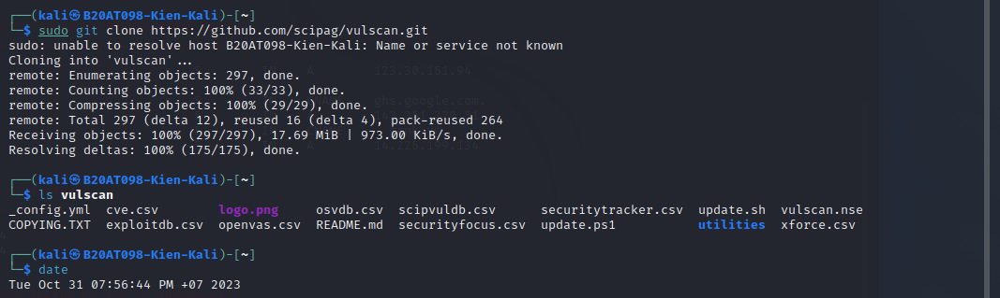 ┌──(kali㉿B20AT098-Kien-Kali)-[~]
└─$ sudo git clone https://github.com/scipag/vulscan.git
sudo: unable to resolve host B20AT098-Kien-Kali: Name or service not known
Cloning into 'vulscan'...
remote: Enumerating objects: 297, done.
remote: Counting objects: 100% (33/33), done.
remote: Compressing objects: 100% (29/29), done.
remote: Total 297 (delta 12), reused 16 (delta 4), pack-reused 264
Receiving objects: 100% (297/297), 17.69 MiB | 973.00 KiB/s, done.
Resolving deltas: 100% (175/175), done.
┌──(kali㉿B20AT098-Kien-Kali)-[~]
└─$ ls vulscan
_config.yml  cve.csv        logo.png     osvdb.csv  scipvuldb.csv      securitytracker.csv  update.sh  vulscan.nse
COPYING.TXT  exploitdb.csv  openvas.csv  README.md  securityfocus.csv  update.ps1           utilities  xforce.csv
┌──(kali㉿B20AT098-Kien-Kali)-[~]
└─$ date
Tue Oct 31 07:56:44 PM +07 2023